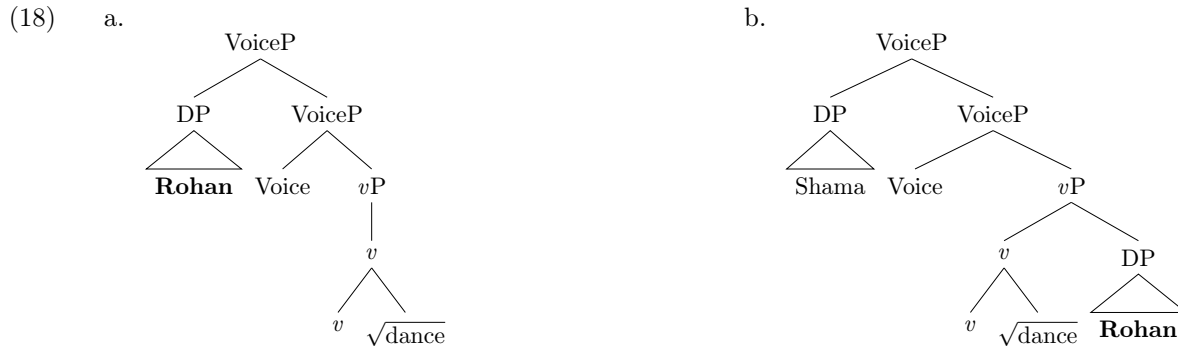 (18) a. b.
VoiceP VoiceP
DP VoiceP DP VoiceP
Rohan Voice vP Shama Voice vP
v v DP
v √dance v √dance Rohan